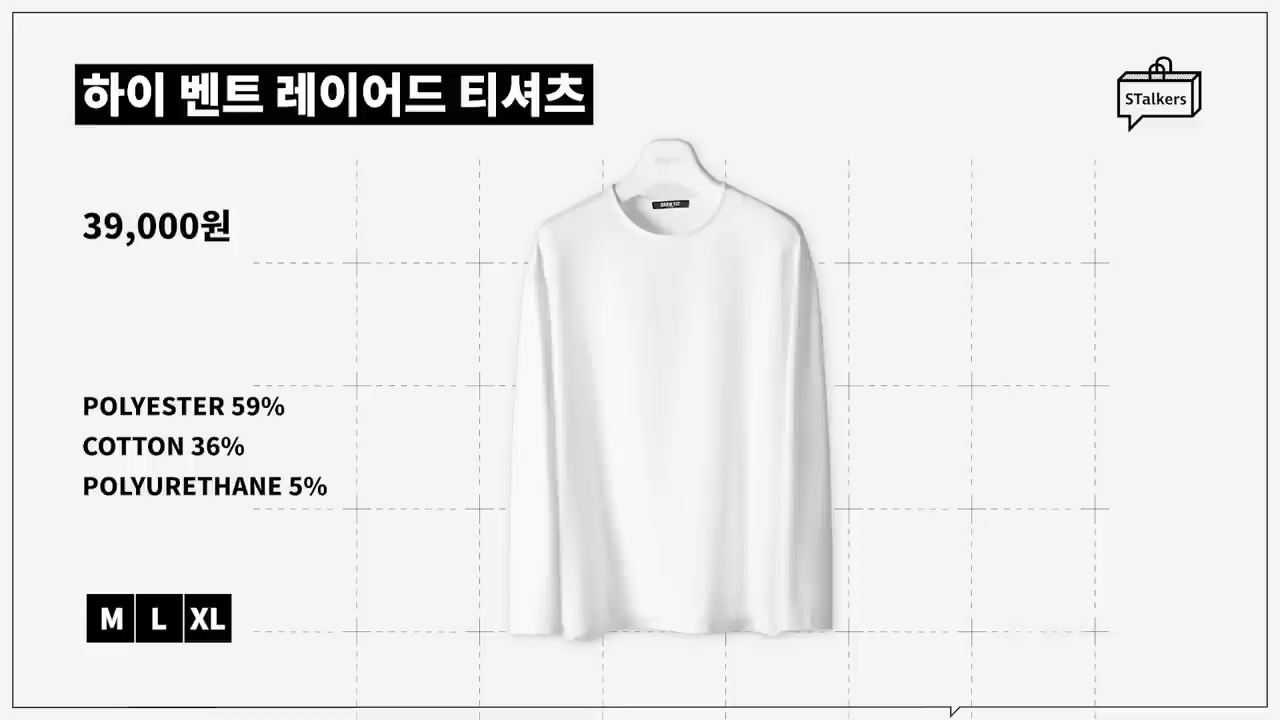 하이 벤트 레이어드 티셔츠
STalkers
39,000원
POLYESTER 59%
COTTON 36%
POLYURETHANE 5%
M L XL